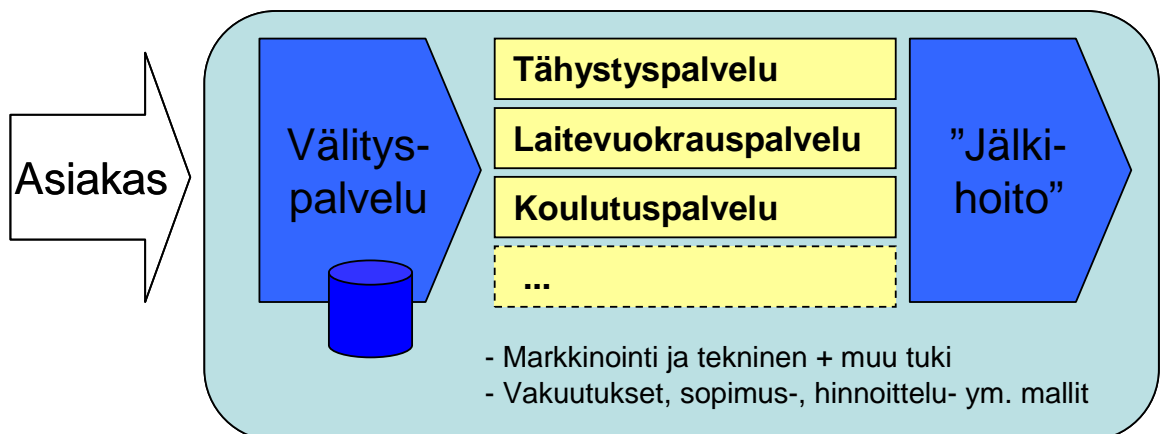 Asiakas
Välitys-
palvelu
Tähystyspalvelu
Laitevuokrauspalvelu
Koulutuspalvelu
...
”Jälki-
hoito”
- Markkinointi ja tekninen + muu tuki
- Vakuutukset, sopimus-, hinnoittelu- ym. mallit